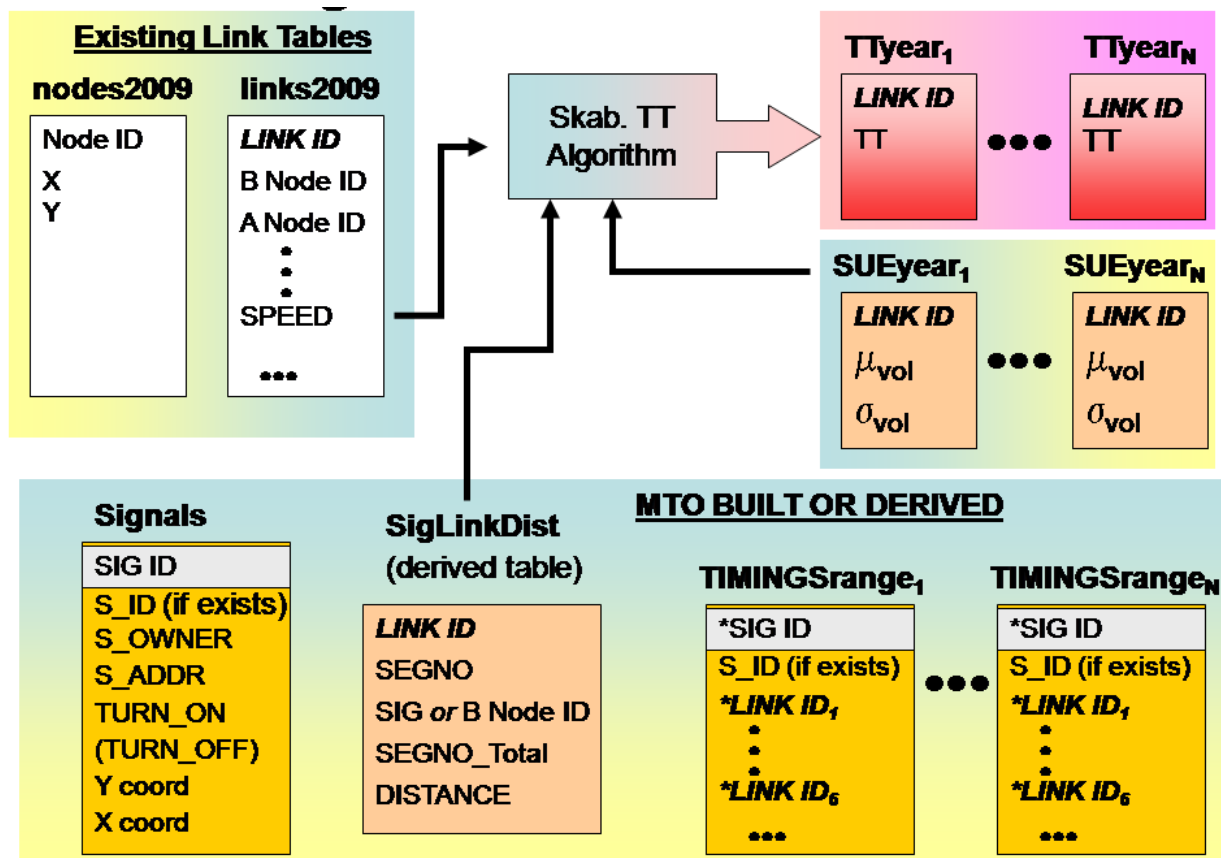 Existing Link Tables
nodes2009
Node ID
X
Y
links2009
LINK ID
B Node ID
A Node ID
SPEED
...
Skab. TT
Algorithm
TTyear1
LINK ID
TT
...
TTyearN
LINK ID
TT
SUEyear1
LINK ID
μvol
σvol
...
SUEyearN
LINK ID
μvol
σvol
MTO BUILT OR DERIVED
Signals
SIG ID
S_ID (if exists)
S_OWNER
S_ADDR
TURN_ON
(TURN_OFF)
Y coord
X coord
SigLinkDist
(derived table)
LINK ID
SEGNO
SIG or B Node ID
SEGNO_Total
DISTANCE
TIMINGSrange1
*SIG ID
S_ID (if exists)
*LINK ID1
*LINK ID6
...
...
TIMINGSrangeN
*SIG ID
S_ID (if exists)
*LINK ID1
*LINK ID6
...